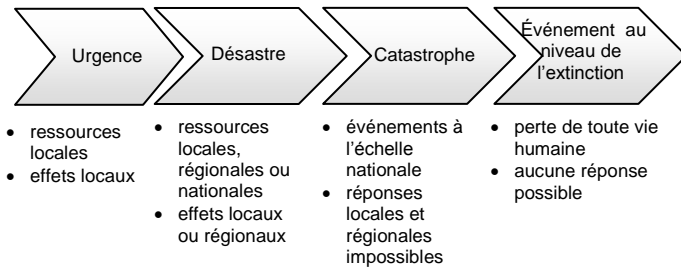 Urgence
Désastre
Catastrophe
Événement au
niveau de
l'extinction
• ressources
locales
• effets locaux
• ressources
locales,
régionales ou
nationales
• effets locaux
ou régionaux
• événements à
l'échelle
nationale
• réponses
locales et
régionales
impossibles
• perte de toute vie
humaine
• aucune réponse
possible